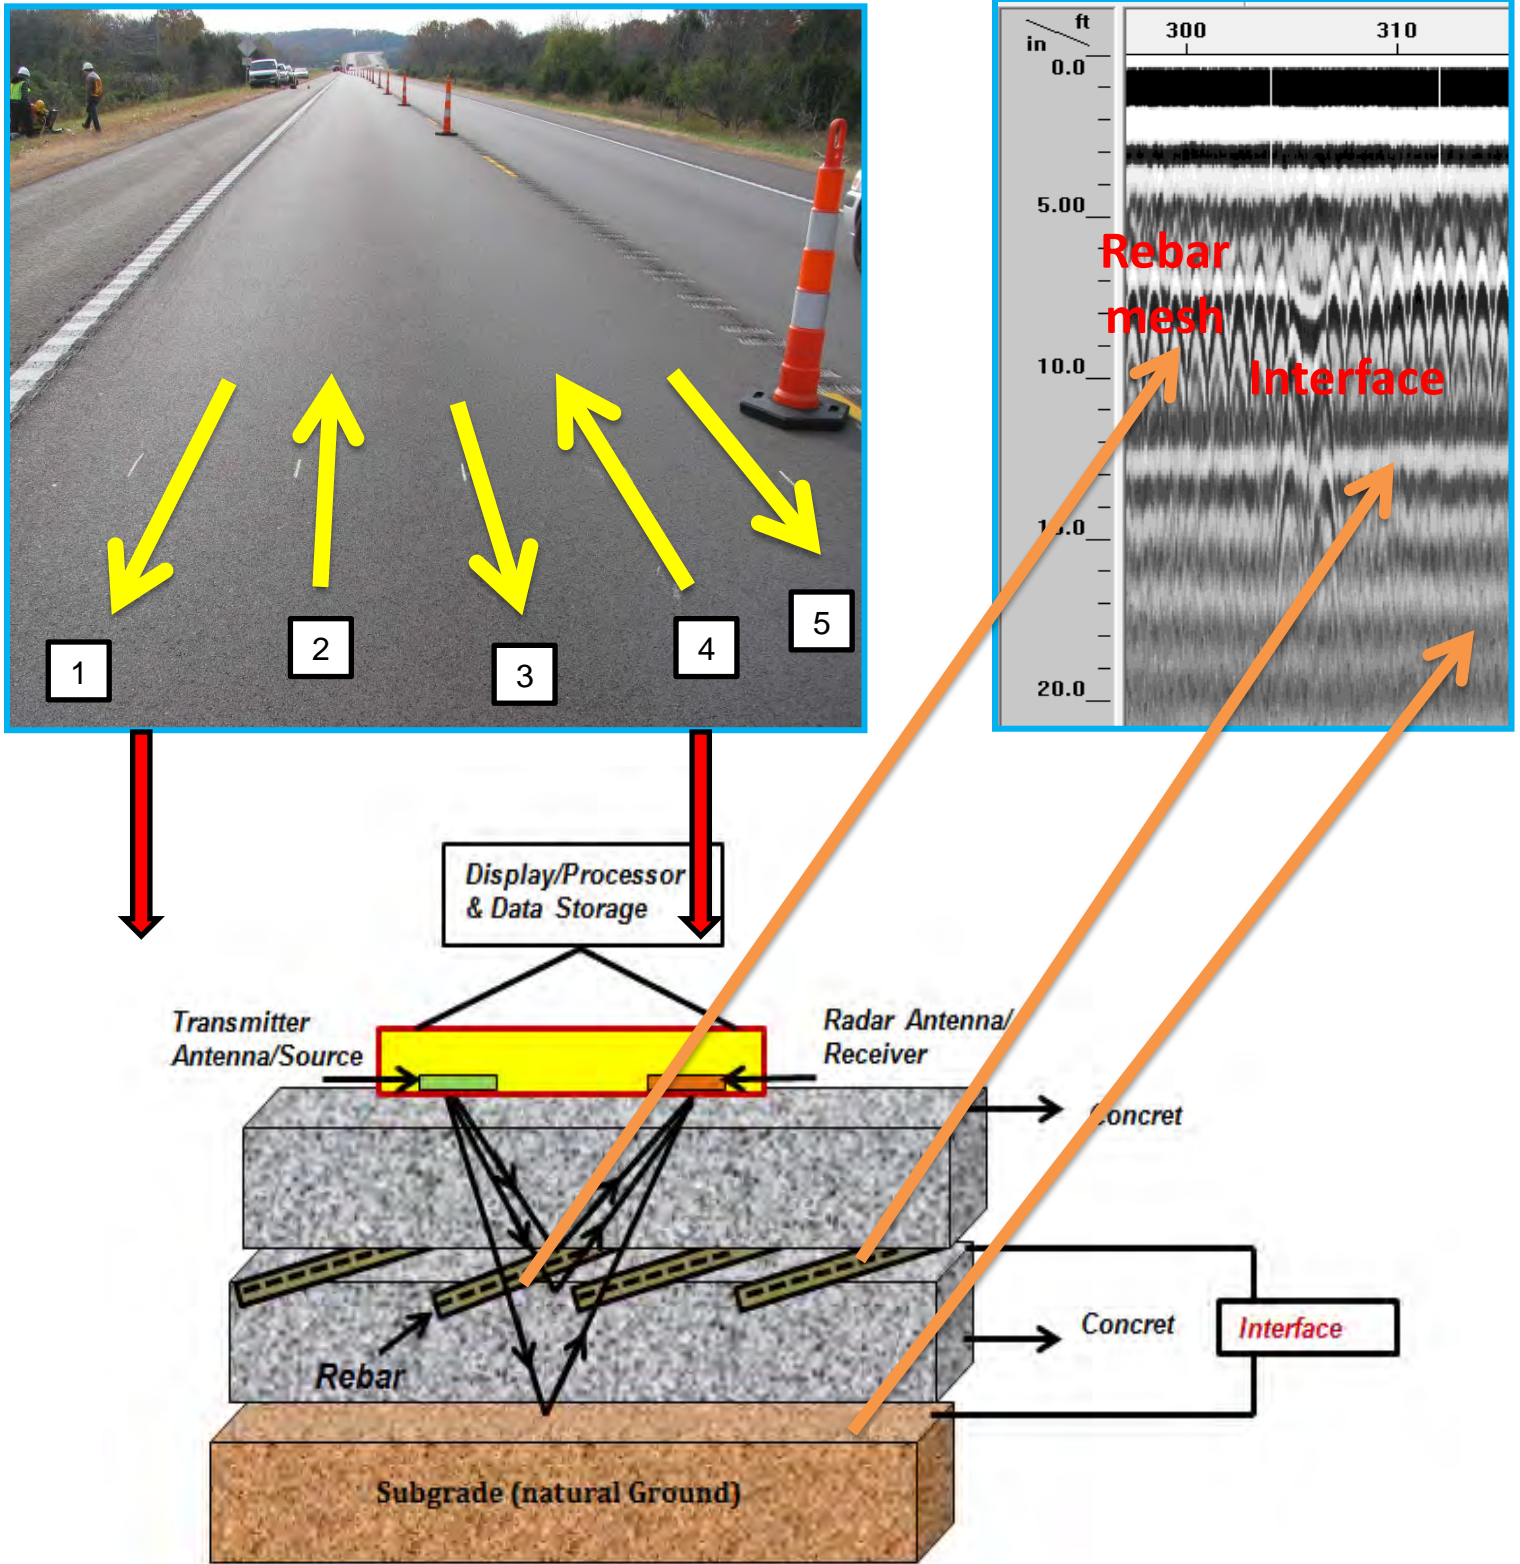 1
2
3
4
5
ft
in
300
310
0.0
5.00
Rebar
mesh
10.0
Interface
20.0
Display/Processor
& Data Storage
Transmitter
Antenna/Source
Radar Antenna/
Receiver
Concret
Concret
Interface
Rebar
Subgrade (natural Ground)